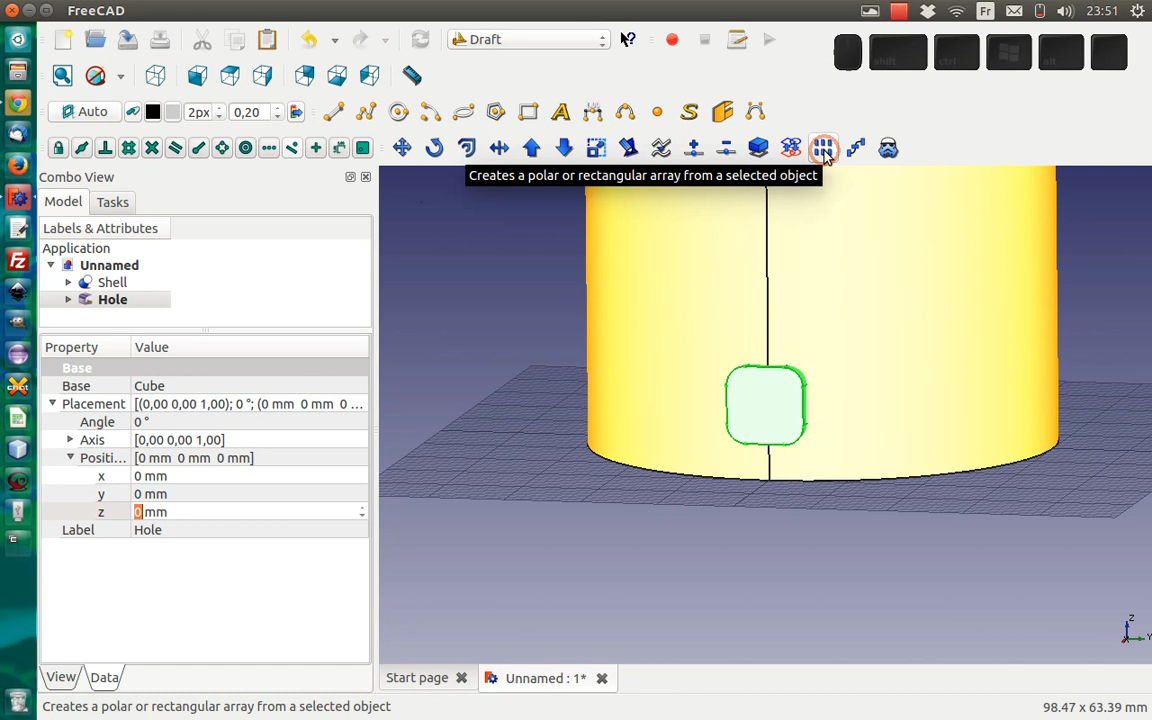 FreeCAD
Fr
23:51
Draft
shift
ctrl
alt
Auto
2px
0,20
Creates a polar or rectangular array from a selected object
Combo View
Model
Tasks
Labels & Attributes
Application
Unnamed
Shell
Hole
Property
Value
Base
Base
Cube
Placement
[(0,00 0,00 1,00); 0 °; (0 mm 0 mm 0 ...
Angle
0 °
Axis
[0,00 0,00 1,00]
Positi...
[0 mm 0 mm 0 mm]
x
0 mm
y
0 mm
z
0 mm
Label
Hole
Z
Y
View
Data
Start page
Unnamed : 1*
Creates a polar or rectangular array from a selected object
98.47 x 63.39 mm